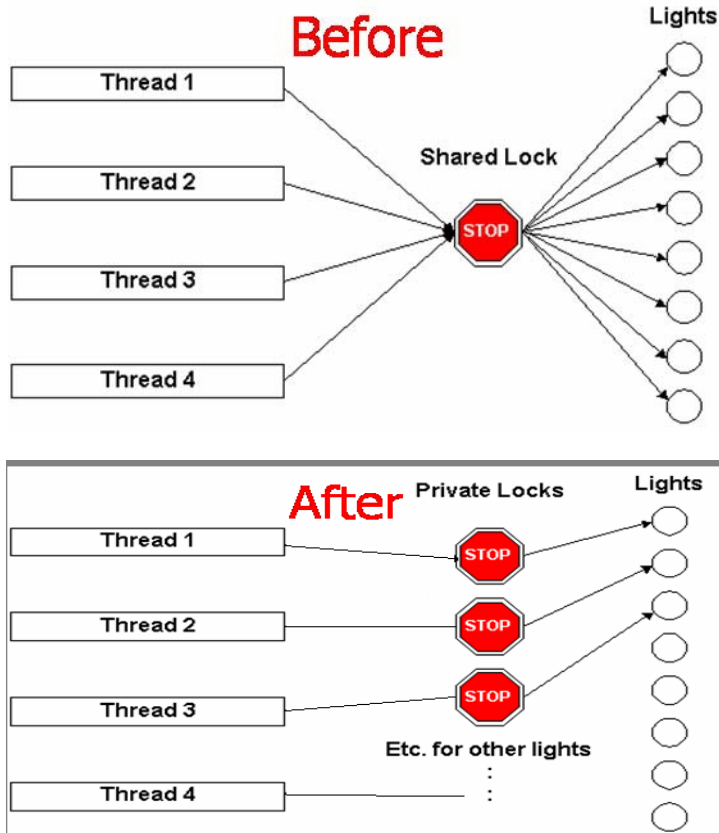 Lights
Before
Thread 1
Shared Lock
Thread 2
STOP
Thread 3
Thread 4
After
Private Locks
Lights
Thread 1
STOP
Thread 2
STOP
Thread 3
STOP
Etc. for other lights
:
Thread 4
: